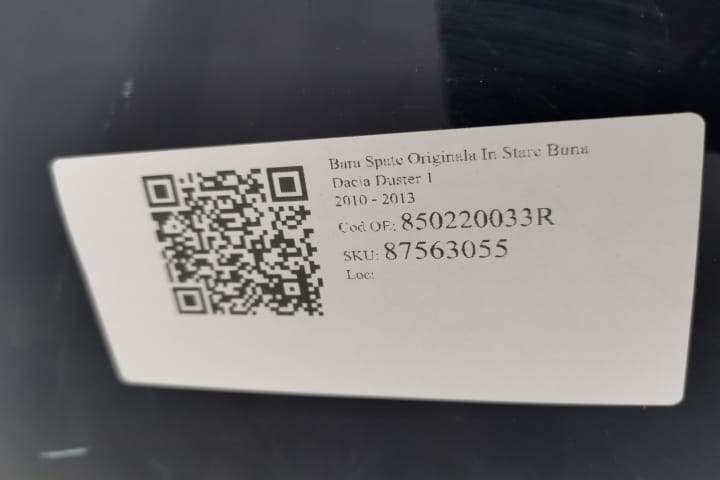 Bara Spate Originala In Stare Buna
Dacia Duster 1
2010 - 2013
Cod OE: 850220033R
SKU: 87563055
Loc: